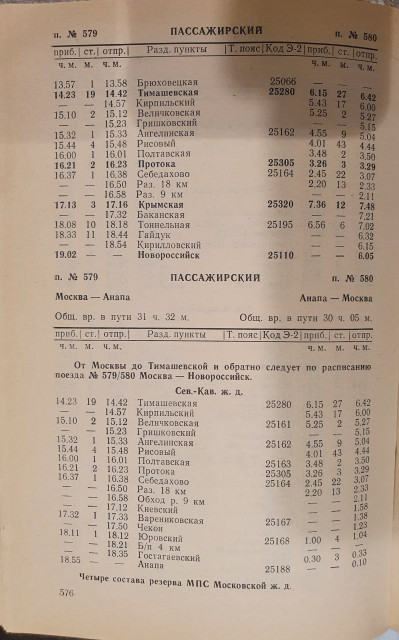 п. № 579 ПАССАЖИРСКИЙ п. № 580
приб. ст. отпр. Разд. пункты Т. пояс Код Э-2 приб. ст. отпр.
ч. м. м. ч. м. ч. м. м. ч. м.
13.57 1 13.58 Брюховецкая 25066 — —
14.23 19 14.42 Тимашевская 25280 6.15 27 6.42
— — 14.57 Кирпильский 5.43 17 6.00
15.10 2 15.12 Величковская 5.25 2 5.27
— — 15.23 Гришковский — — 5.15
15.32 1 15.33 Ангелинская 25162 4.55 9 5.04
15.44 4 15.48 Рисовый 4.01 43 4.44
16.00 1 16.01 Полтавская 3.48 2 3.50
16.21 2 16.23 Протока 25305 3.26 3 3.29
16.37 1 16.38 Себедахово 25164 2.45 22 3.07
— — 16.50 Раз. 18 км 2.20 13 2.33
— — 16.58 Раз. 9 км — — 2.11
17.13 3 17.16 Крымская 25320 7.36 12 7.48
— — 17.32 Баканская — — 7.21
18.08 10 18.18 Тоннельная 25195 6.56 6 7.02
18.33 11 18.44 Гайдук — — 6.32
— — 18.54 Кирилловский — — 6.15
19.02 — — Новороссийск 25110 — — 6.05
п. № 579 ПАССАЖИРСКИЙ п. № 580
Москва — Анапа Анапа — Москва
Общ. вр. в пути 31 ч. 32 м. Общ. вр. в пути 30 ч. 05 м.
приб. ст. отпр. Разд. пункты Т. пояс Код Э-2 приб. ст. отпр.
ч. м. м. ч. м. ч. м. м. ч. м.
От Москвы до Тимашевской и обратно следует по расписанию
поезда № 579/580 Москва — Новороссийск.
Сев.-Кав. ж. д.
14.23 19 14.42 Тимашевская 25280 6.15 27 6.42
— — 14.57 Кирпильский 5.43 17 6.00
15.10 2 15.12 Величковская 25161 5.25 2 5.27
— — 15.23 Гришковский — — 5.15
15.32 1 15.33 Ангелинская 25162 4.55 9 5.04
15.44 4 15.48 Рисовый 4.01 43 4.44
16.00 1 16.01 Полтавская 25163 3.48 2 3.50
16.21 2 16.23 Протока 25305 3.26 3 3.29
16.37 1 16.38 Себедахово 25164 2.45 22 3.07
— — 16.50 Раз. 18 км 2.20 13 2.33
— — 16.58 Обход р. 9 км — — 2.11
— — 17.12 Киевский — — 1.58
17.32 1 17.33 Варениковская 25167 — — 1.38
— — 17.50 Чекон — — 1.23
18.11 1 18.12 Юровский 25168 1.00 4 1.04
— — 18.21 Б/п 4 км — — —
— — 18.35 Гостагаевский 0.30 3 0.33
18.55 — — Анапа 25188 — — 0.10
Четыре состава резерва МПС Московской ж. д.
576